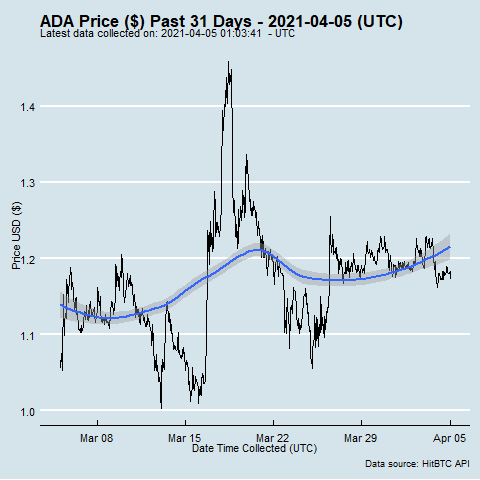 ADA Price ($) Past 31 Days - 2021-04-05 (UTC)
Latest data collected on: 2021-04-05 01:03:41 - UTC
Price USD ($)
1.4
1.3
1.2
1.1
1.0
Mar 08 Mar 15 Mar 22 Mar 29 Apr 05
Date Time Collected (UTC)
Data source: HitBTC API